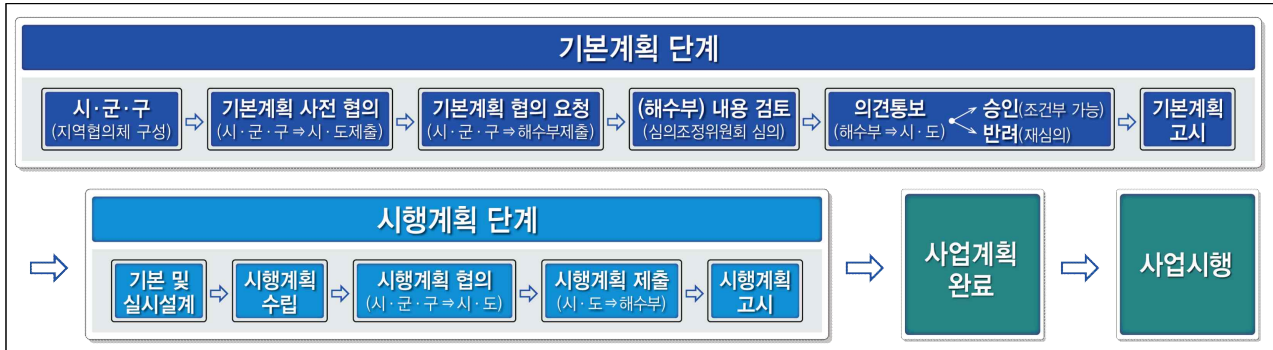 기본계획 단계
시·군·구
(지역협의체 구성)
기본계획 사전 협의
(시·군·구⇒시·도제출)
기본계획 협의 요청
(시·군·구⇒해수부제출)
(해수부) 내용 검토
(심의조정위원회 심의)
의견통보
(해수부⇒시·도)
승인(조건부 가능)
반려(재심의)
기본계획
고시
시행계획 단계
기본 및
실시설계
시행계획
수립
시행계획 협의
(시·군·구⇒시·도)
시행계획 제출
(시·도⇒해수부)
시행계획
고시
사업계획
완료
사업시행